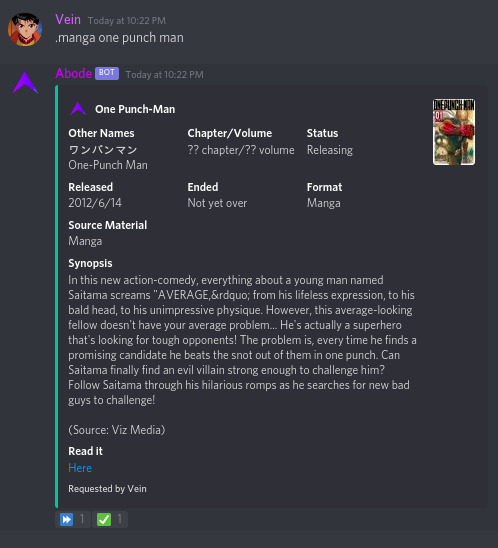 Vein Today at 10:22 PM
.manga one punch man
Abode BOT Today at 10:22 PM
One Punch-Man
Other Names Chapter/Volume Status
ワンパンマン ?? chapter/?? volume Releasing
One-Punch Man
Released Ended Format
2012/6/14 Not yet over Manga
Source Material
Manga
Synopsis
In this new action-comedy, everything about a young man named
Saitama screams "AVERAGE,&rdquo; from his lifeless expression, to his
bald head, to his unimpressive physique. However, this average-looking
fellow doesn't have your average problem... He's actually a superhero
that's looking for tough opponents! The problem is, every time he finds a
promising candidate he beats the snot out of them in one punch. Can
Saitama finally find an evil villain strong enough to challenge him?
Follow Saitama through his hilarious romps as he searches for new bad
guys to challenge!
(Source: Viz Media)
Read it
Here
Requested by Vein
1 1
ONE PUNCH-MAN
01